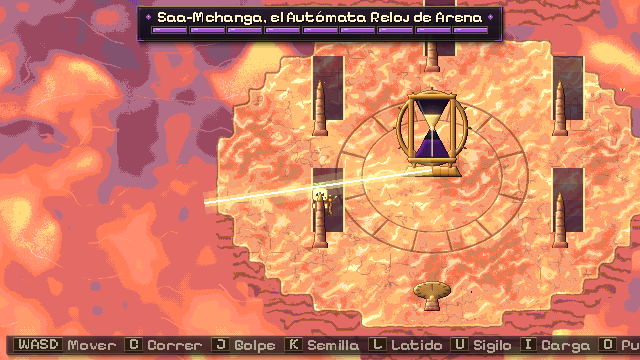 Saa-Mchanga, el Autómata Reloj de Arena
WASD Mover C Correr J Golpe K Semilla L Latido U Sigilo I Carga O Pu